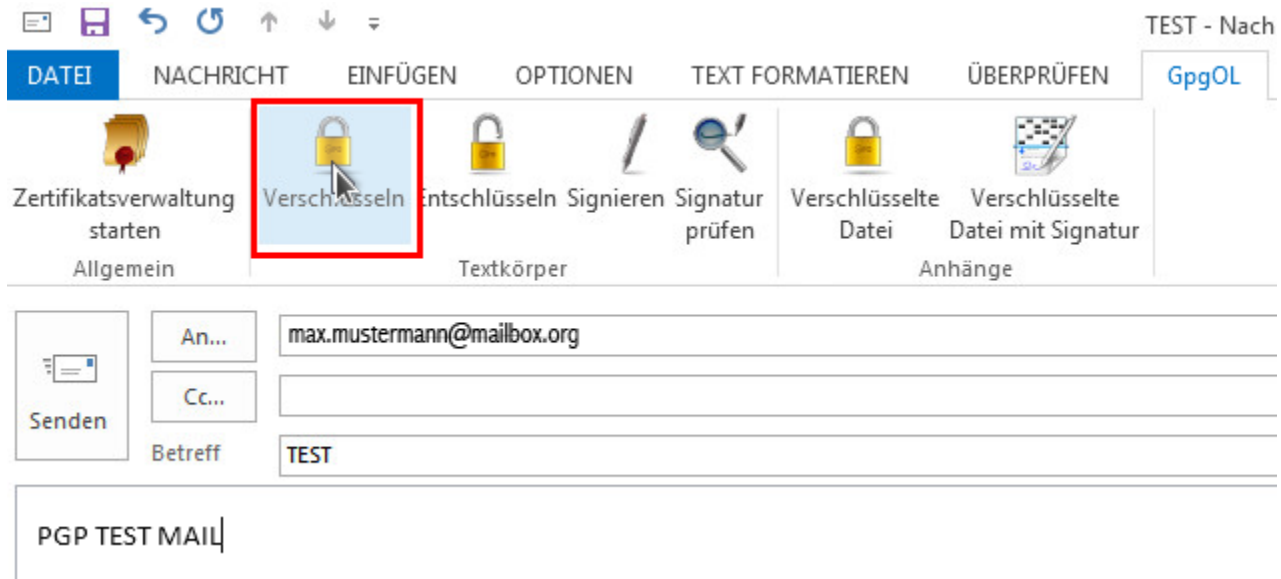 TEST - Nach
DATEI NACHRICHT EINFÜGEN OPTIONEN TEXT FORMATIEREN ÜBERPRÜFEN GpgOL
Zertifikatsverwaltung starten
Verschlüsseln
Entschlüsseln
Signieren
Signatur prüfen
Verschlüsselte Datei
Verschlüsselte Datei mit Signatur
Allgemein Textkörper Anhänge
Senden
An... max.mustermann@mailbox.org
Cc...
Betreff TEST
PGP TEST MAIL